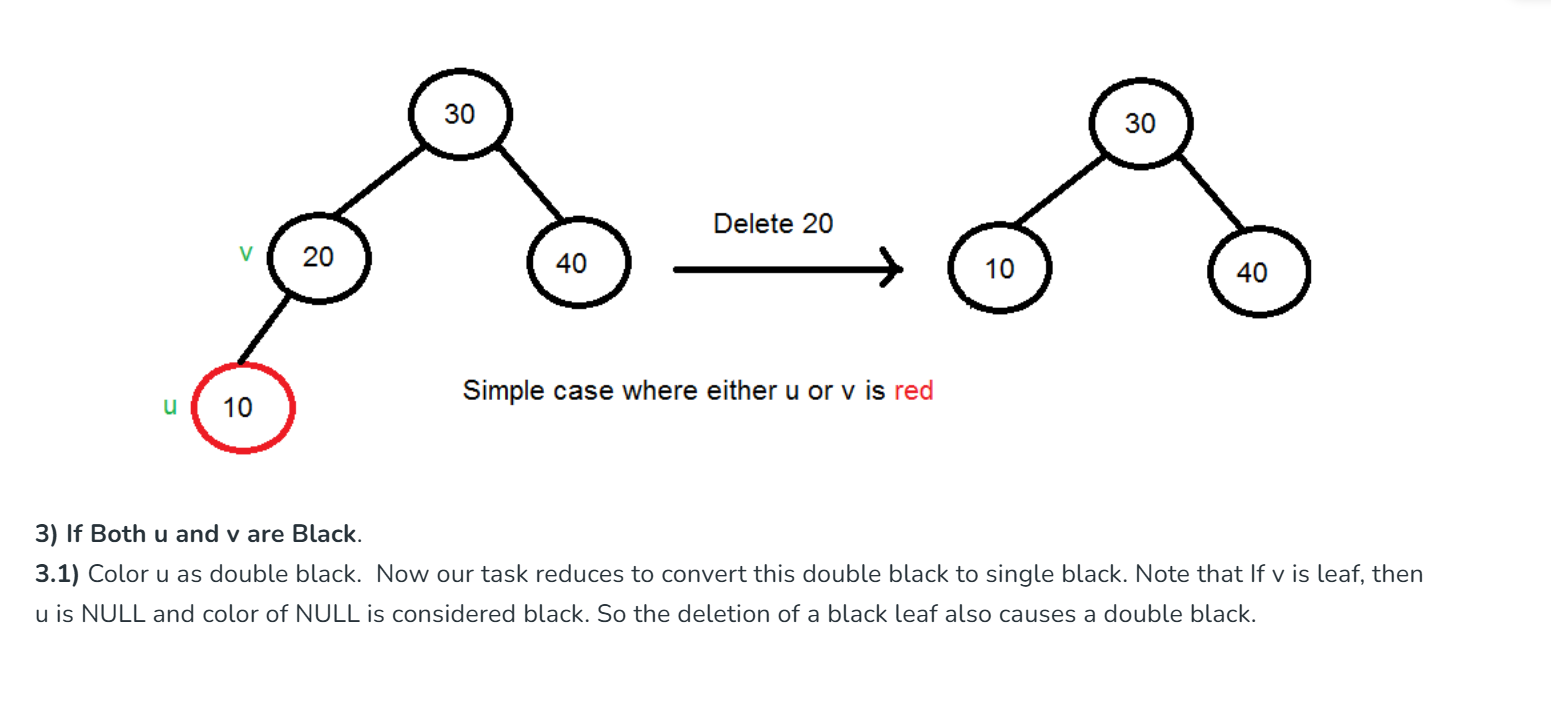 30
30
Delete 20
v
20
40
10
40
Simple case where either u or v is red
u
10
3) If Both u and v are Black.
3.1) Color u as double black.  Now our task reduces to convert this double black to single black. Note that If v is leaf, then
u is NULL and color of NULL is considered black. So the deletion of a black leaf also causes a double black.